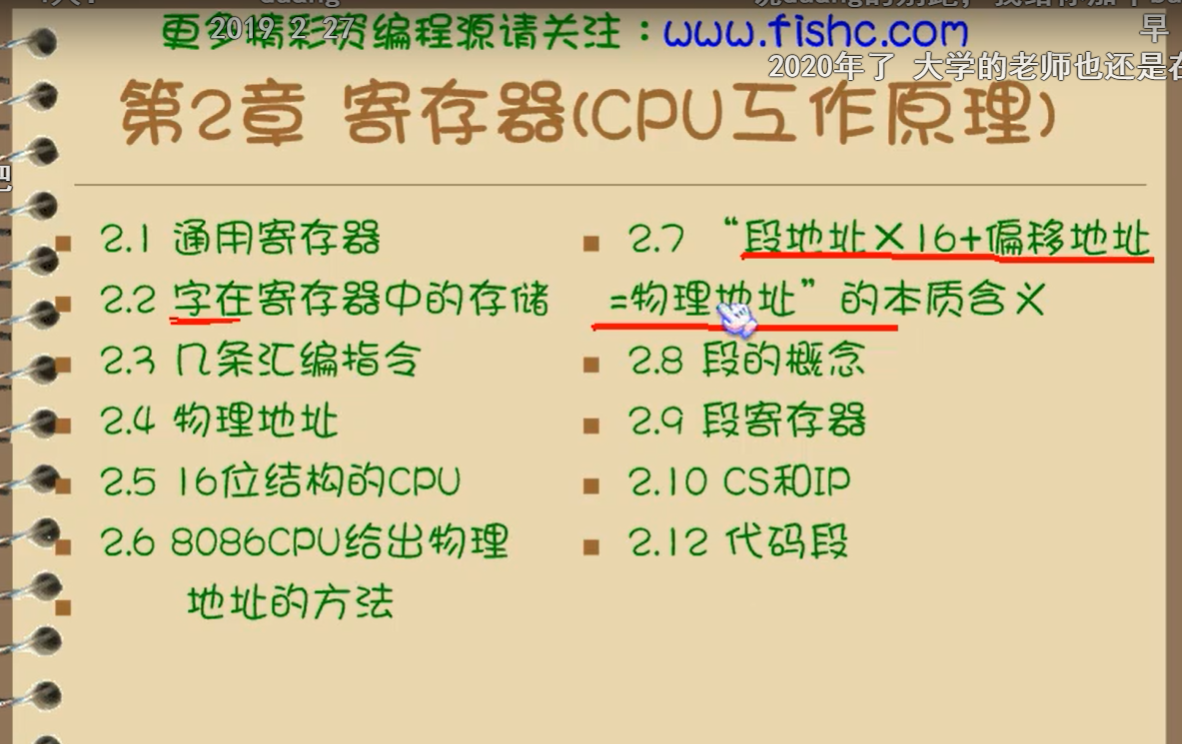 更多精彩资编程源请关注：www.fishc.com
2019 2 27
早
2020年了 大学的老师也还是在
第2章 寄存器(CPU工作原理)
吧
2.1 通用寄存器
2.2 字在寄存器中的存储
2.3 几条汇编指令
2.4 物理地址
2.5 16位结构的CPU
2.6 8086CPU给出物理
地址的方法
2.7 “段地址×16+偏移地址
=物理地址”的本质含义
2.8 段的概念
2.9 段寄存器
2.10 CS和IP
2.12 代码段